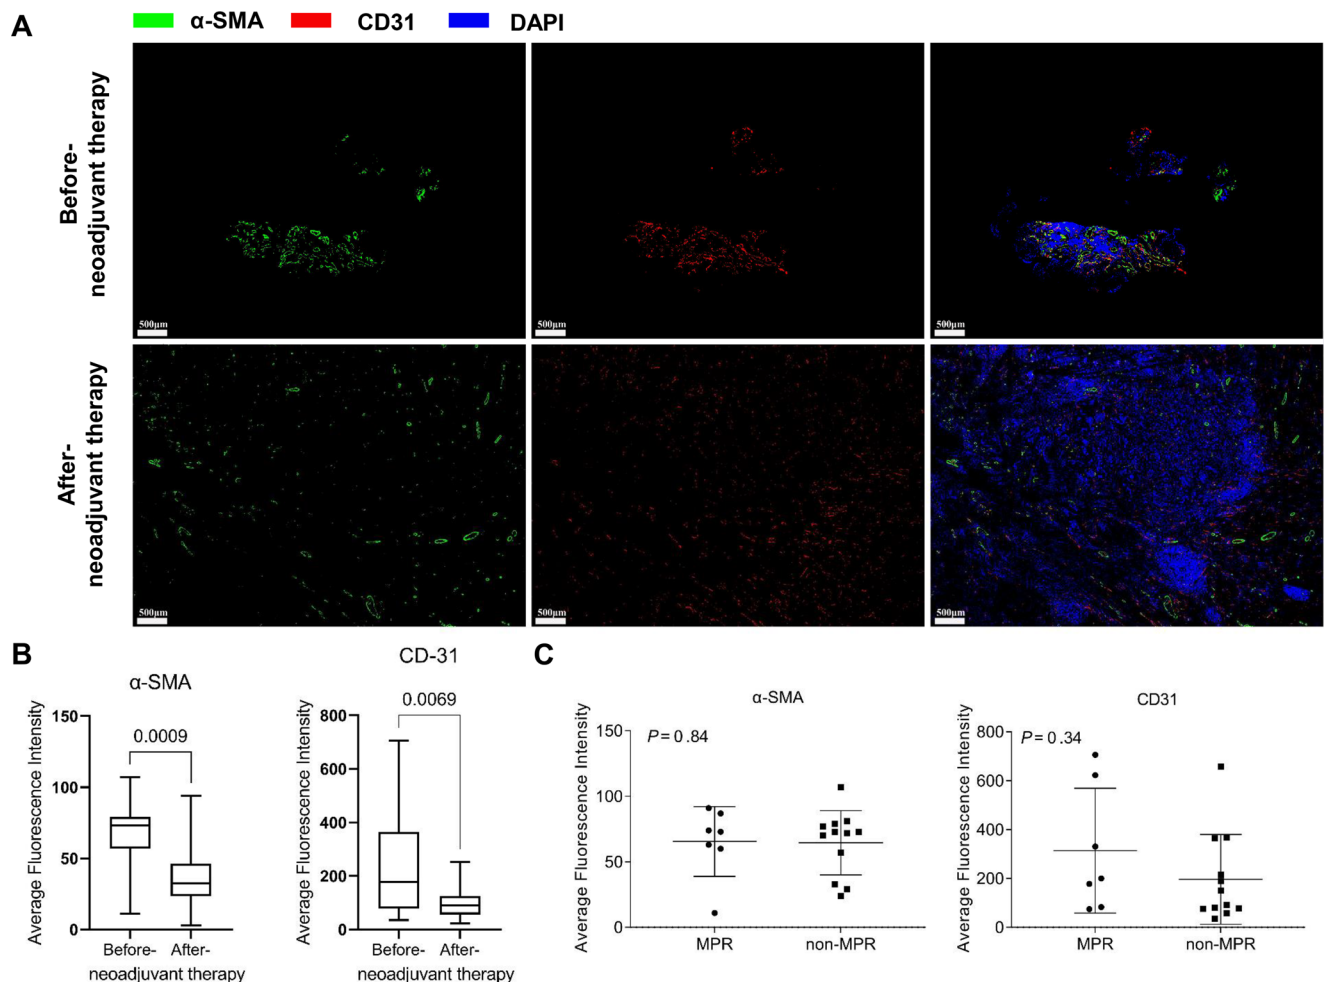 A
α-SMA CD31 DAPI
Before-
neoadjuvant therapy
500μm 500μm 500μm
After-
neoadjuvant therapy
500μm 500μm 500μm
B
α-SMA
Average Fluorescence Intensity
150
100
50
0
0.0009
Before- After-
neoadjuvant therapy
CD-31
Average Fluorescence Intensity
800
600
400
200
0
0.0069
Before- After-
neoadjuvant therapy
C
α-SMA
Average Fluorescence Intensity
150
100
50
0
P = 0.84
MPR non-MPR
CD31
Average Fluorescence Intensity
800
600
400
200
0
P = 0.34
MPR non-MPR